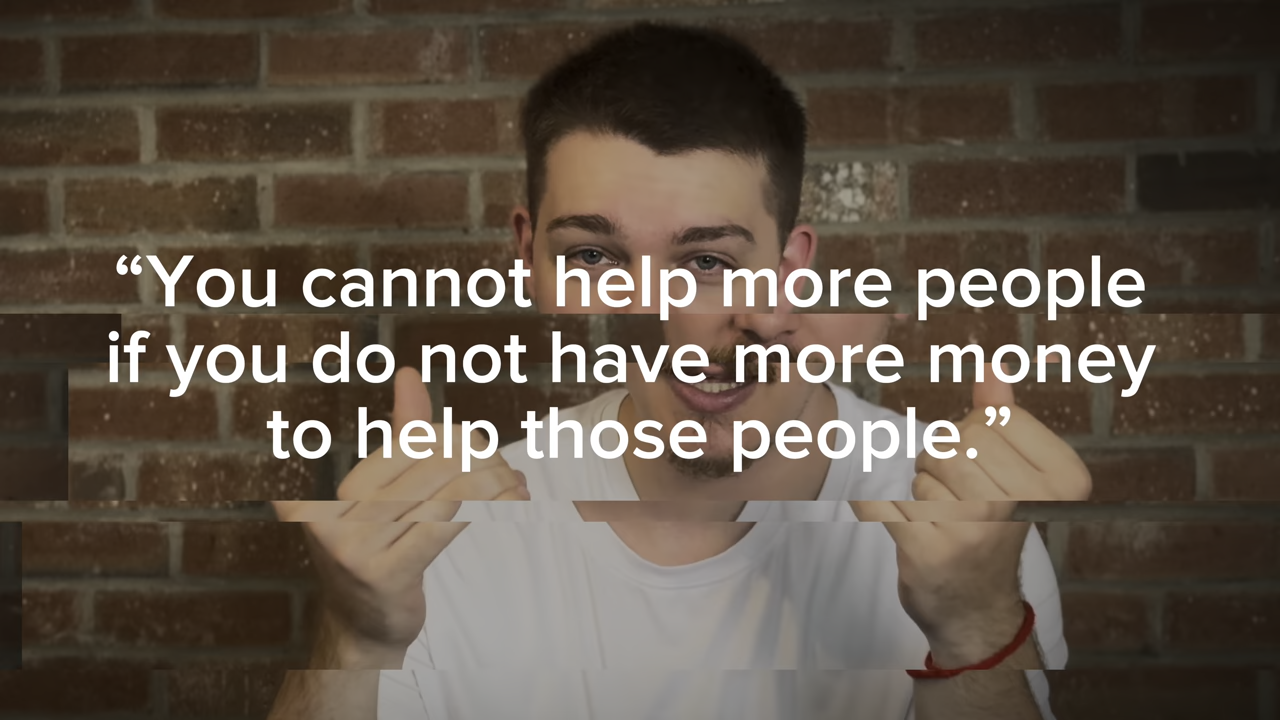 “You cannot help more people
if you do not have more money
to help those people.”